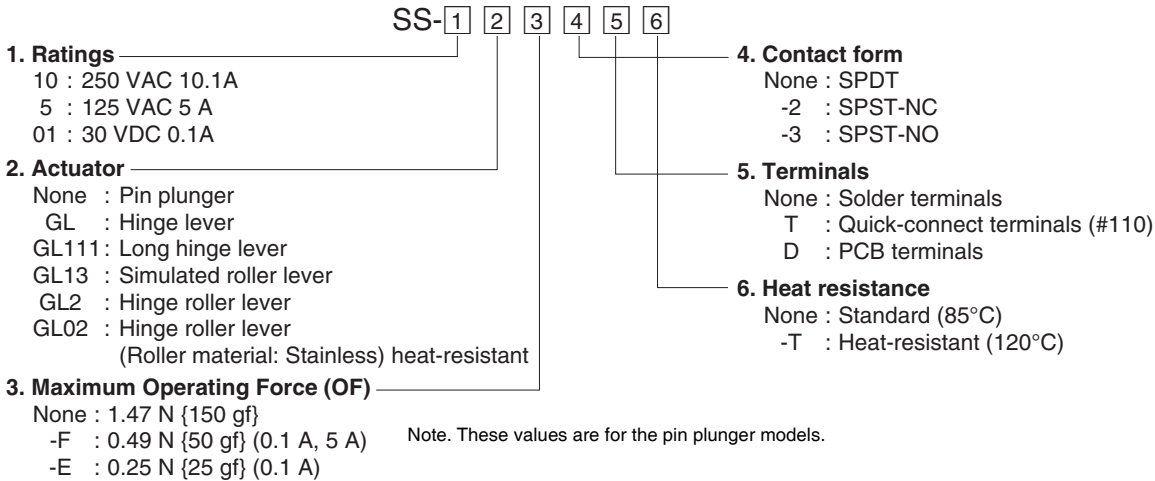 SS-1 2 3 4 5 6
1. Ratings
10 : 250 VAC 10.1A
5 : 125 VAC 5 A
01 : 30 VDC 0.1A
2. Actuator
None : Pin plunger
GL : Hinge lever
GL111 : Long hinge lever
GL13 : Simulated roller lever
GL2 : Hinge roller lever
GL02 : Hinge roller lever
(Roller material: Stainless) heat-resistant
3. Maximum Operating Force (OF)
None : 1.47 N {150 gf}
-F : 0.49 N {50 gf} (0.1 A, 5 A)
-E : 0.25 N {25 gf} (0.1 A)
Note. These values are for the pin plunger models.
4. Contact form
None : SPDT
-2 : SPST-NC
-3 : SPST-NO
5. Terminals
None : Solder terminals
T : Quick-connect terminals (#110)
D : PCB terminals
6. Heat resistance
None : Standard (85°C)
-T : Heat-resistant (120°C)